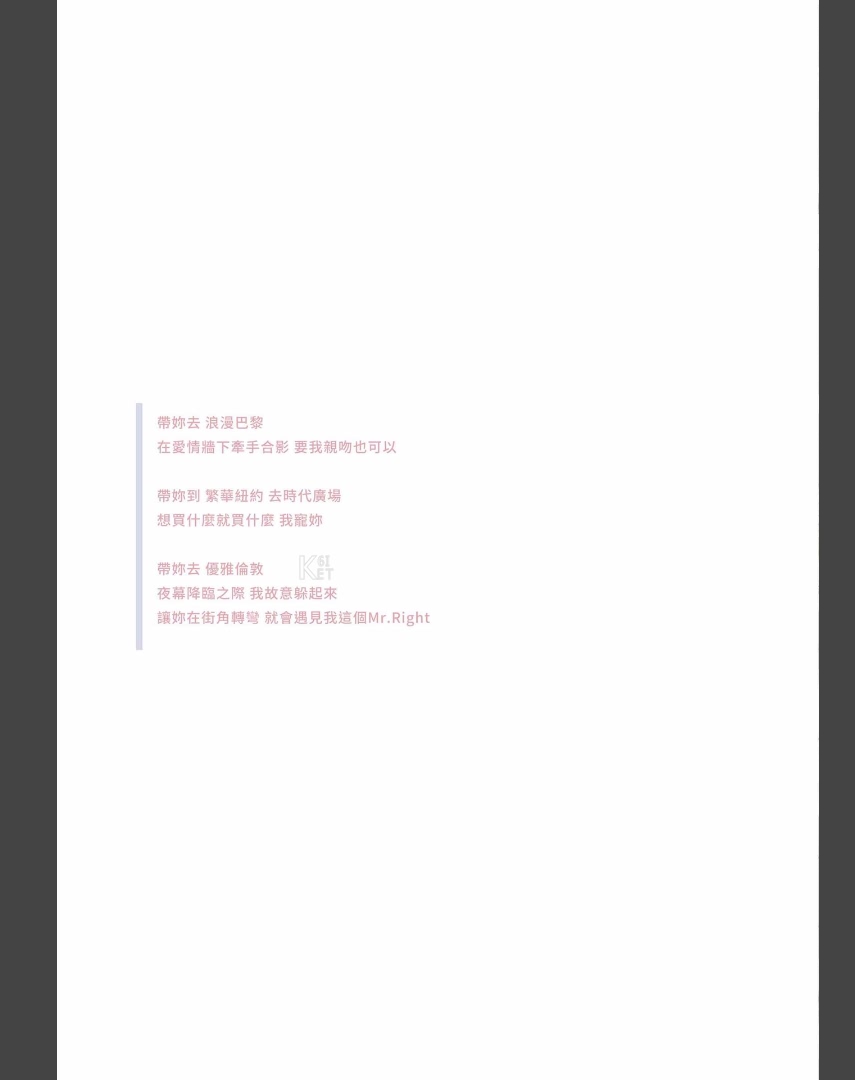 帶妳去 浪漫巴黎
在愛情牆下牽手合影 要我親吻也可以
帶妳到 繁華紐約 去時代廣場
想買什麼就買什麼 我寵妳
帶妳去 優雅倫敦
夜幕降臨之際 我故意躲起來
讓妳在街角轉彎 就會遇見我這個Mr.Right